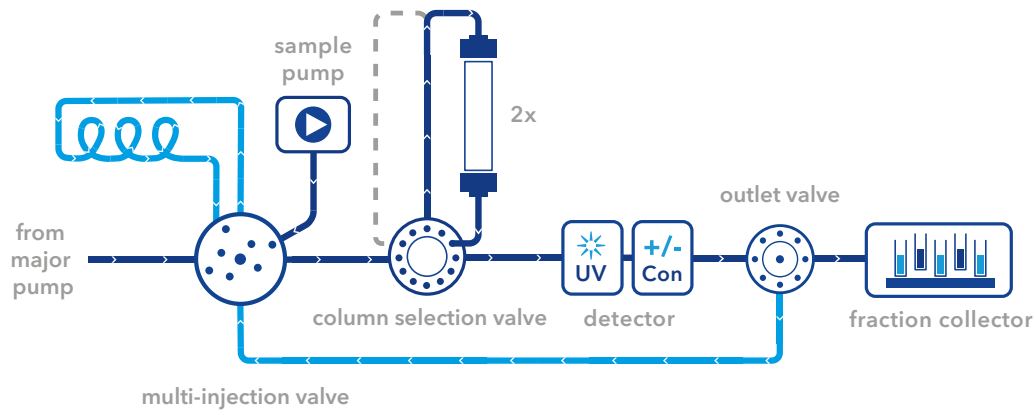 sample
pump
2x
outlet valve
from
major
pump
UV
+/-
Con
column selection valve
detector
fraction collector
multi-injection valve